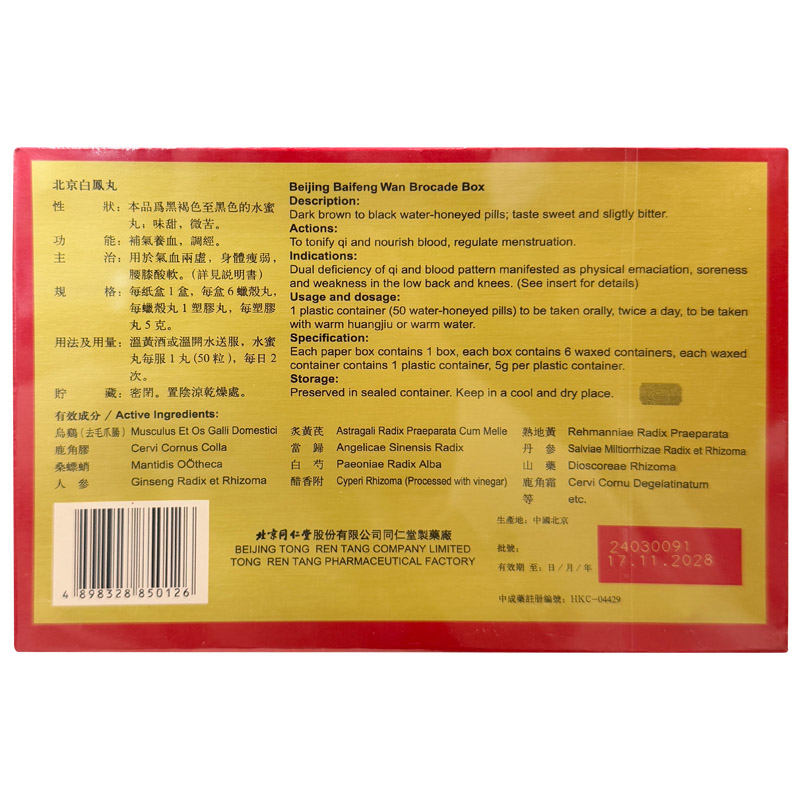 北京白鳳丸
性　　狀：本品爲黑褐色至黑色的水蜜
丸；味甜，微苦。
功　　能：補氣養血，調經。
主　　治：用於氣血兩虛，身體瘦弱，
腰膝酸軟。（詳見説明書）
規　　格：每紙盒1盒，每盒6蠟殼丸，
每蠟殼丸1塑膠丸，每塑膠
丸5克。
用法及用量：溫黃酒或溫開水送服，水蜜
丸每服1丸（50粒），每日2
次。
貯　　藏：密閉。置陰涼乾燥處。
Beijing Baifeng Wan Brocade Box
Description:
Dark brown to black water-honeyed pills; taste sweet and sligtly bitter.
Actions:
To tonify qi and nourish blood, regulate menstruation.
Indications:
Dual deficiency of qi and blood pattern manifested as physical emaciation, soreness
and weakness in the low back and knees. (See insert for details)
Usage and dosage:
1 plastic container (50 water-honeyed pills) to be taken orally, twice a day, to be taken
with warm huangjiu or warm water.
Specification:
Each paper box contains 1 box, each box contains 6 waxed containers, each waxed
container contains 1 plastic container, 5g per plastic container.
Storage:
Preserved in sealed container. Keep in a cool and dry place.
有效成分 / Active Ingredients:
烏鷄（去毛爪腸） Musculus Et Os Galli Domestici 炙黃芪 Astragali Radix Praeparata Cum Melle 熟地黃 Rehmanniae Radix Praeparata
鹿角膠 Cervi Cornus Colla 當歸 Angelicae Sinensis Radix 丹參 Salviae Miltiorrhizae Radix et Rhizoma
桑螵蛸 Mantidis OÖtheca 白芍 Paeoniae Radix Alba 山藥 Dioscoreae Rhizoma
人參 Ginseng Radix et Rhizoma 醋香附 Cyperi Rhizoma (Processed with vinegar) 鹿角霜 Cervi Cornu Degelatinatum
等 etc.
4 898328 850126
北京同仁堂股份有限公司同仁堂製藥廠
BEIJING TONG REN TANG COMPANY LIMITED
TONG REN TANG PHARMACEUTICAL FACTORY
生產地：中國北京
批號： 24030091
有效期 至：日／月／年 17.11.2028
中成藥註册編號：HKC-04429